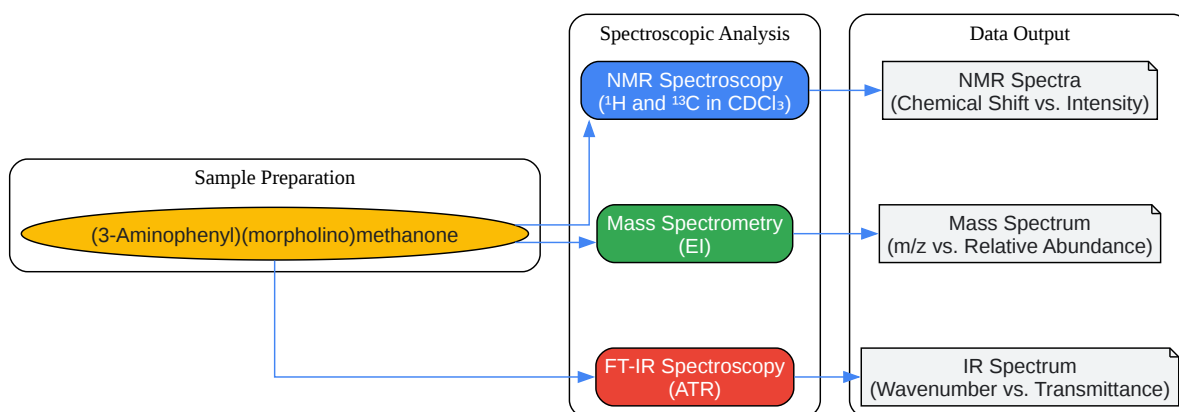 Spectroscopic Analysis
Data Output
NMR Spectroscopy
(¹H and ¹³C in CDCl₃)
NMR Spectra
(Chemical Shift vs. Intensity)
Sample Preparation
(3-Aminophenyl)(morpholino)methanone
Mass Spectrometry
(EI)
Mass Spectrum
(m/z vs. Relative Abundance)
FT-IR Spectroscopy
(ATR)
IR Spectrum
(Wavenumber vs. Transmittance)